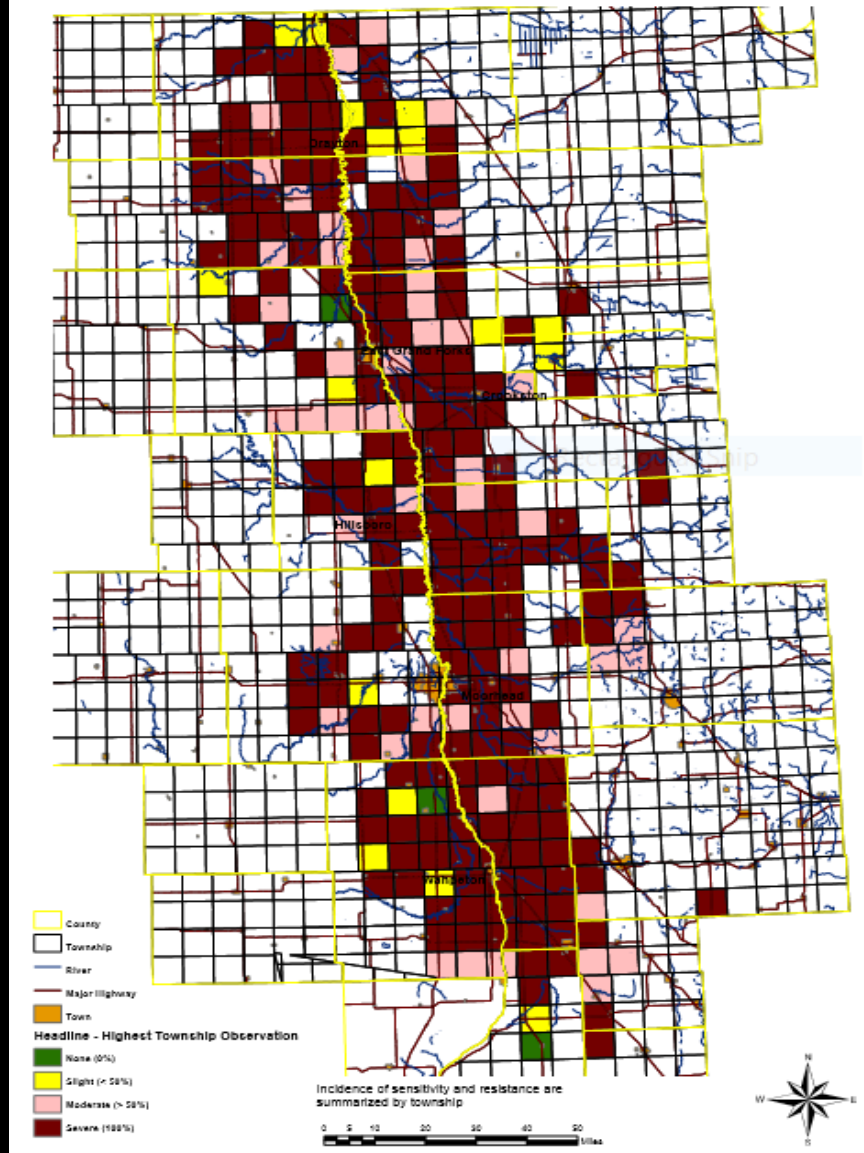 Drayton
East Grand Forks
Crookston
Hillsboro
Moorhead
Wahpeton
County
Township
River
Major Highway
Town
Headline - Highest Township Observation
None (0%)
Slight (< 50%)
Moderate (> 50%)
Severe (100%)
Incidence of sensitivity and resistance are
summarized by township
0 5 10 20 30 40 50
Miles
N
W E
S